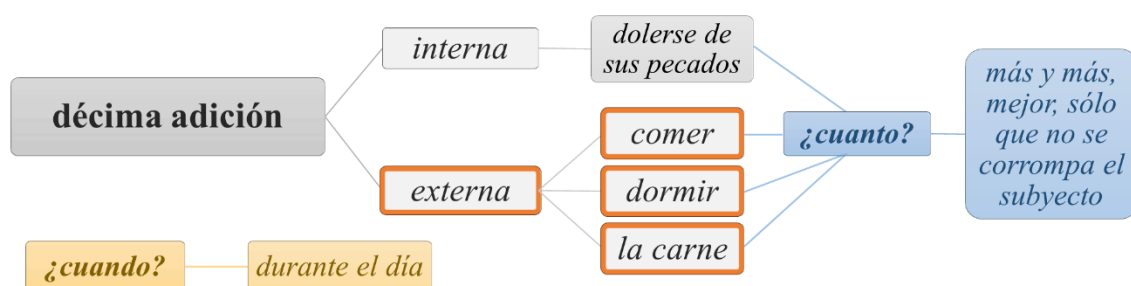 décima adición
interna
dolerse de
sus pecados
externa
comer
dormir
la carne
¿cuanto?
más y más,
mejor, sólo
que no se
corrompa el
subyecto
¿cuando?
durante el día